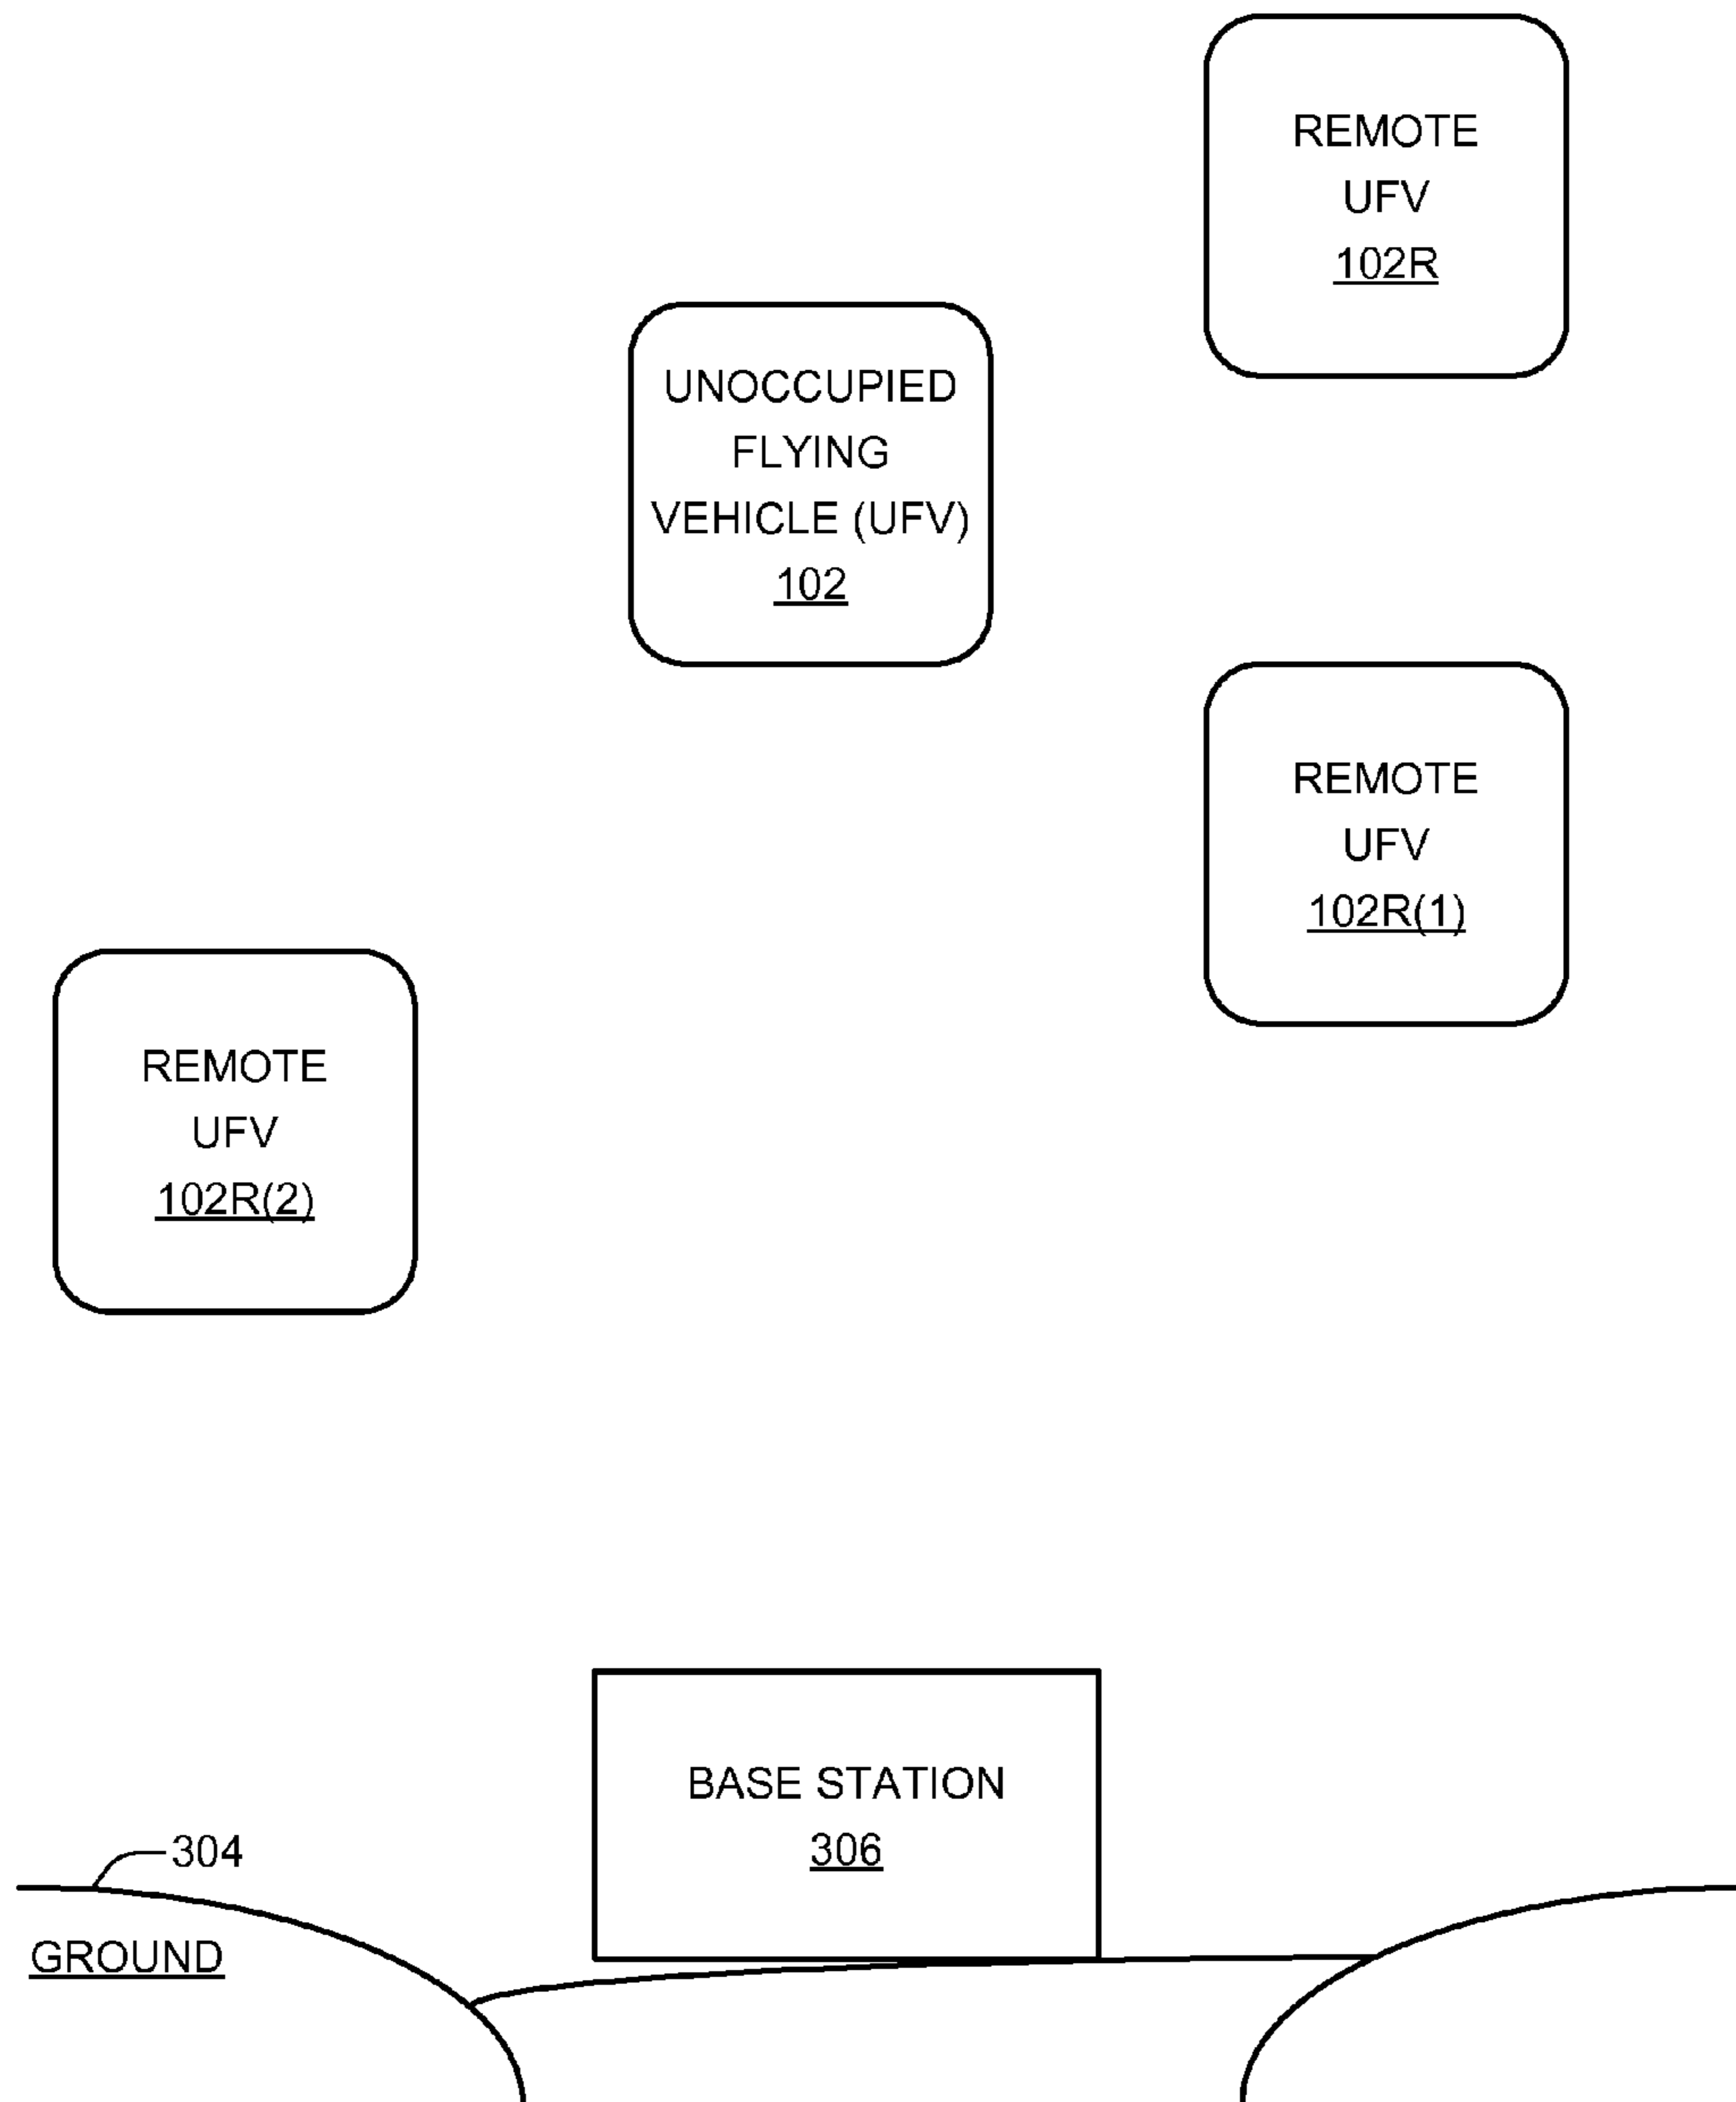 REMOTE
UFV
102R
UNOCCUPIED
FLYING
VEHICLE (UFV)
102
REMOTE
UFV
102R(1)
REMOTE
UFV
102R(2)
BASE STATION
306
304
GROUND